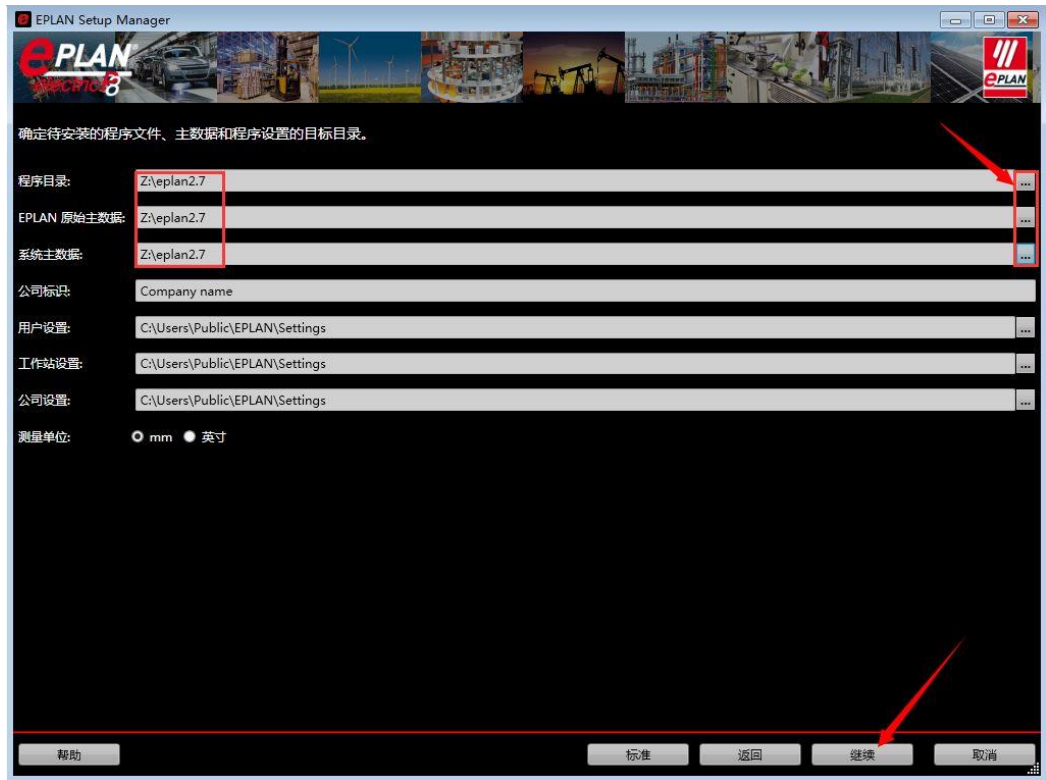 EPLAN Setup Manager
ePLAN
electric P8
ePLAN
确定待安装的程序文件、主数据和程序设置的目标目录。
程序目录: Z:\eplan2.7 ...
EPLAN 原始主数据: Z:\eplan2.7 ...
系统主数据: Z:\eplan2.7 ...
公司标识: Company name
用户设置: C:\Users\Public\EPLAN\Settings ...
工作站设置: C:\Users\Public\EPLAN\Settings ...
公司设置: C:\Users\Public\EPLAN\Settings ...
测量单位: mm 英寸
帮助 标准 返回 继续 取消